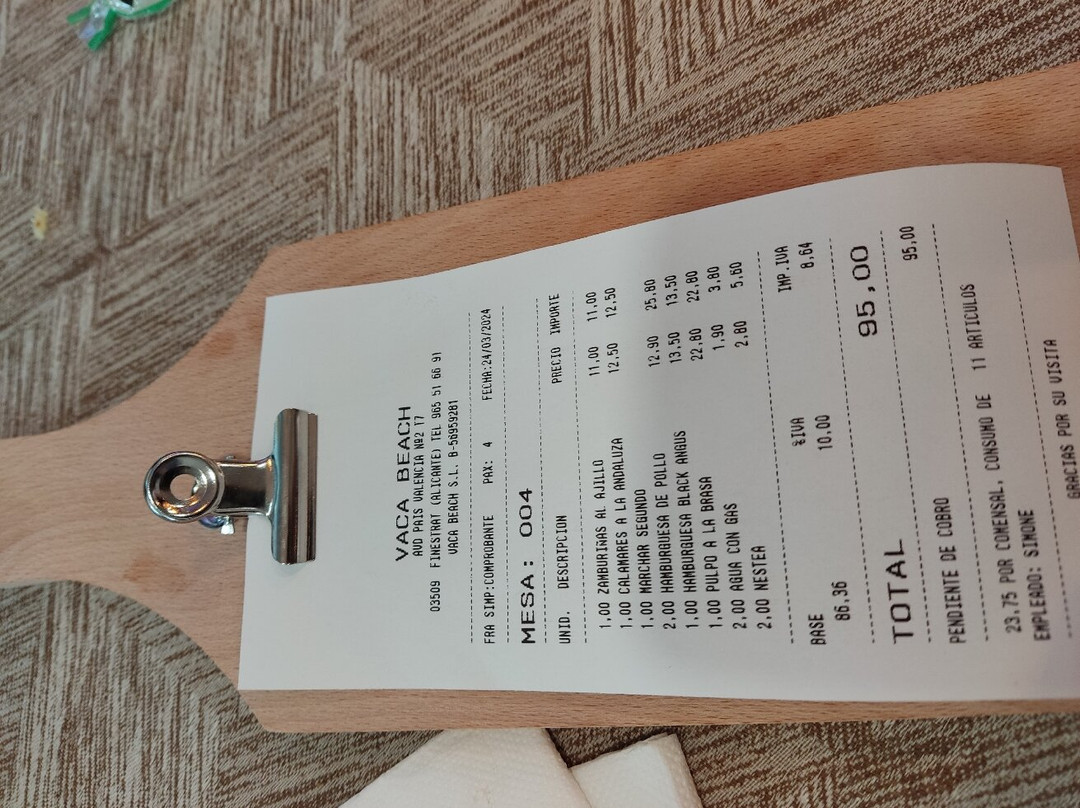 VACA BEACH
AVD PAIS VALENCIA Nº2 17
03509 FINESTRAT (ALICANTE) TEL 965 51 66 91
VACA BEACH S.L. B-56959281
FRA SIMP:COMPROBANTE PAX: 4 FECHA:24/03/2024
MESA: 004
UNID. DESCRIPCION PRECIO IMPORTE
1,00 ZAMBURIÑAS AL AJILLO 11,00 11,00
1,00 CALAMARES A LA ANDALUZA 12,50 12,50
1,00 MARCHAR SEGUNDO
2,00 HAMBURGUESA DE POLLO 12,90 25,80
1,00 HAMBURGUESA BLACK ANGUS 13,50 13,50
1,00 PULPO A LA BRASA 22,80 22,80
2,00 AGUA CON GAS 1,90 3,80
2,00 NESTEA 2,80 5,60
BASE %IVA IMP.IVA
86,36 10,00 8,64
TOTAL 95,00
PENDIENTE DE COBRO 95,00
23,75 POR COMENSAL, CONSUMO DE 11 ARTICULOS
EMPLEADO: SIMONE
GRACIAS POR SU VISITA